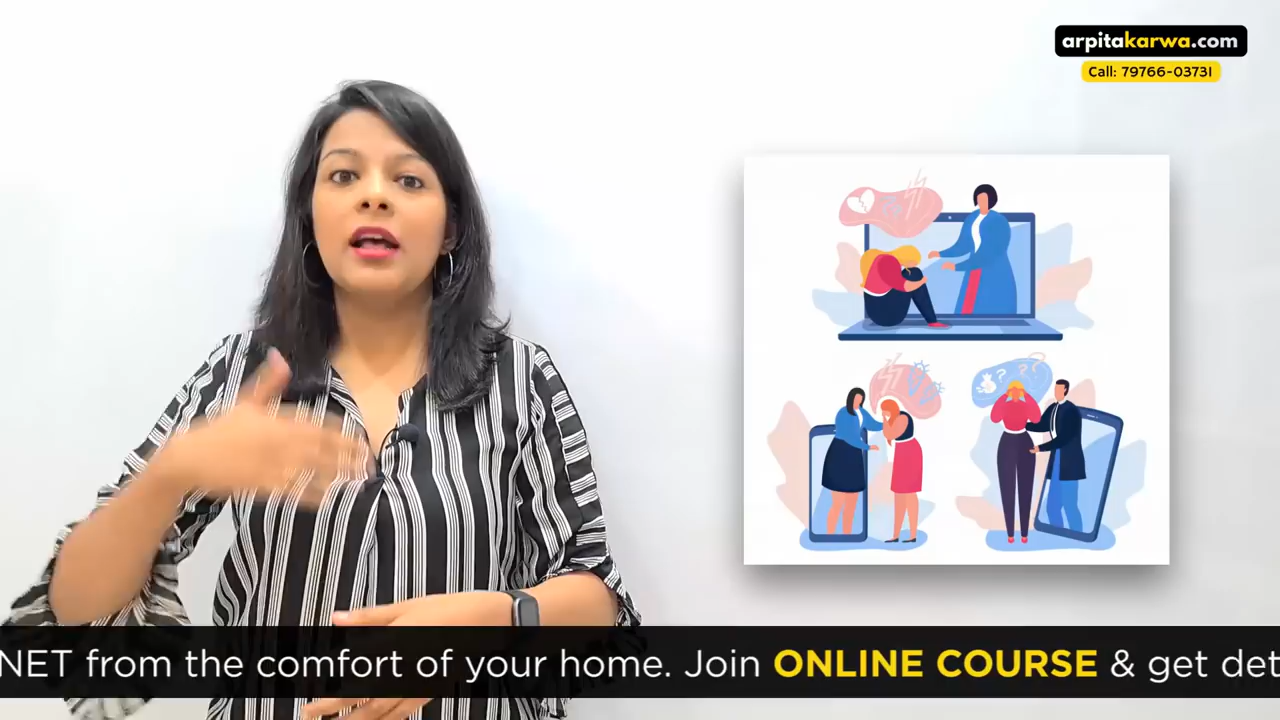 arpitakarwa.com
Call: 79766-03731
NET from the comfort of your home. Join ONLINE COURSE & get det